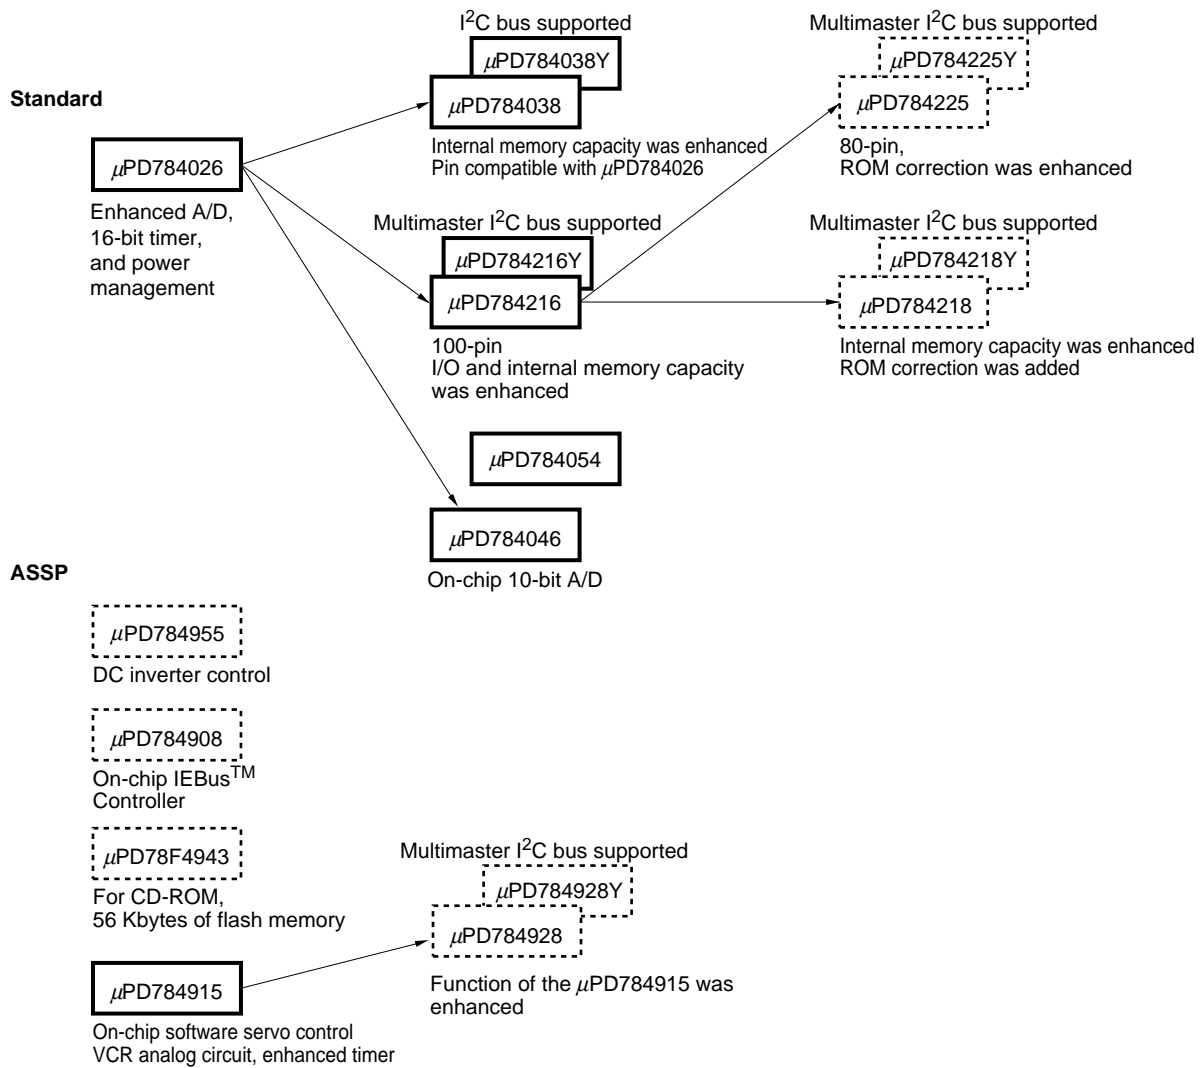 I2C bus supported
μPD784038Y
μPD784038
Internal memory capacity was enhanced
Pin compatible with μPD784026
Multimaster I2C bus supported
μPD784225Y
μPD784225
80-pin,
ROM correction was enhanced
Standard
μPD784026
Enhanced A/D,
16-bit timer,
and power
management
Multimaster I2C bus supported
μPD784216Y
μPD784216
100-pin
I/O and internal memory capacity
was enhanced
Multimaster I2C bus supported
μPD784218Y
μPD784218
Internal memory capacity was enhanced
ROM correction was added
μPD784054
μPD784046
On-chip 10-bit A/D
ASSP
μPD784955
DC inverter control
μPD784908
On-chip IEBusTM
Controller
μPD78F4943
For CD-ROM,
56 Kbytes of flash memory
Multimaster I2C bus supported
μPD784928Y
μPD784928
Function of the μPD784915 was
enhanced
μPD784915
On-chip software servo control
VCR analog circuit, enhanced timer